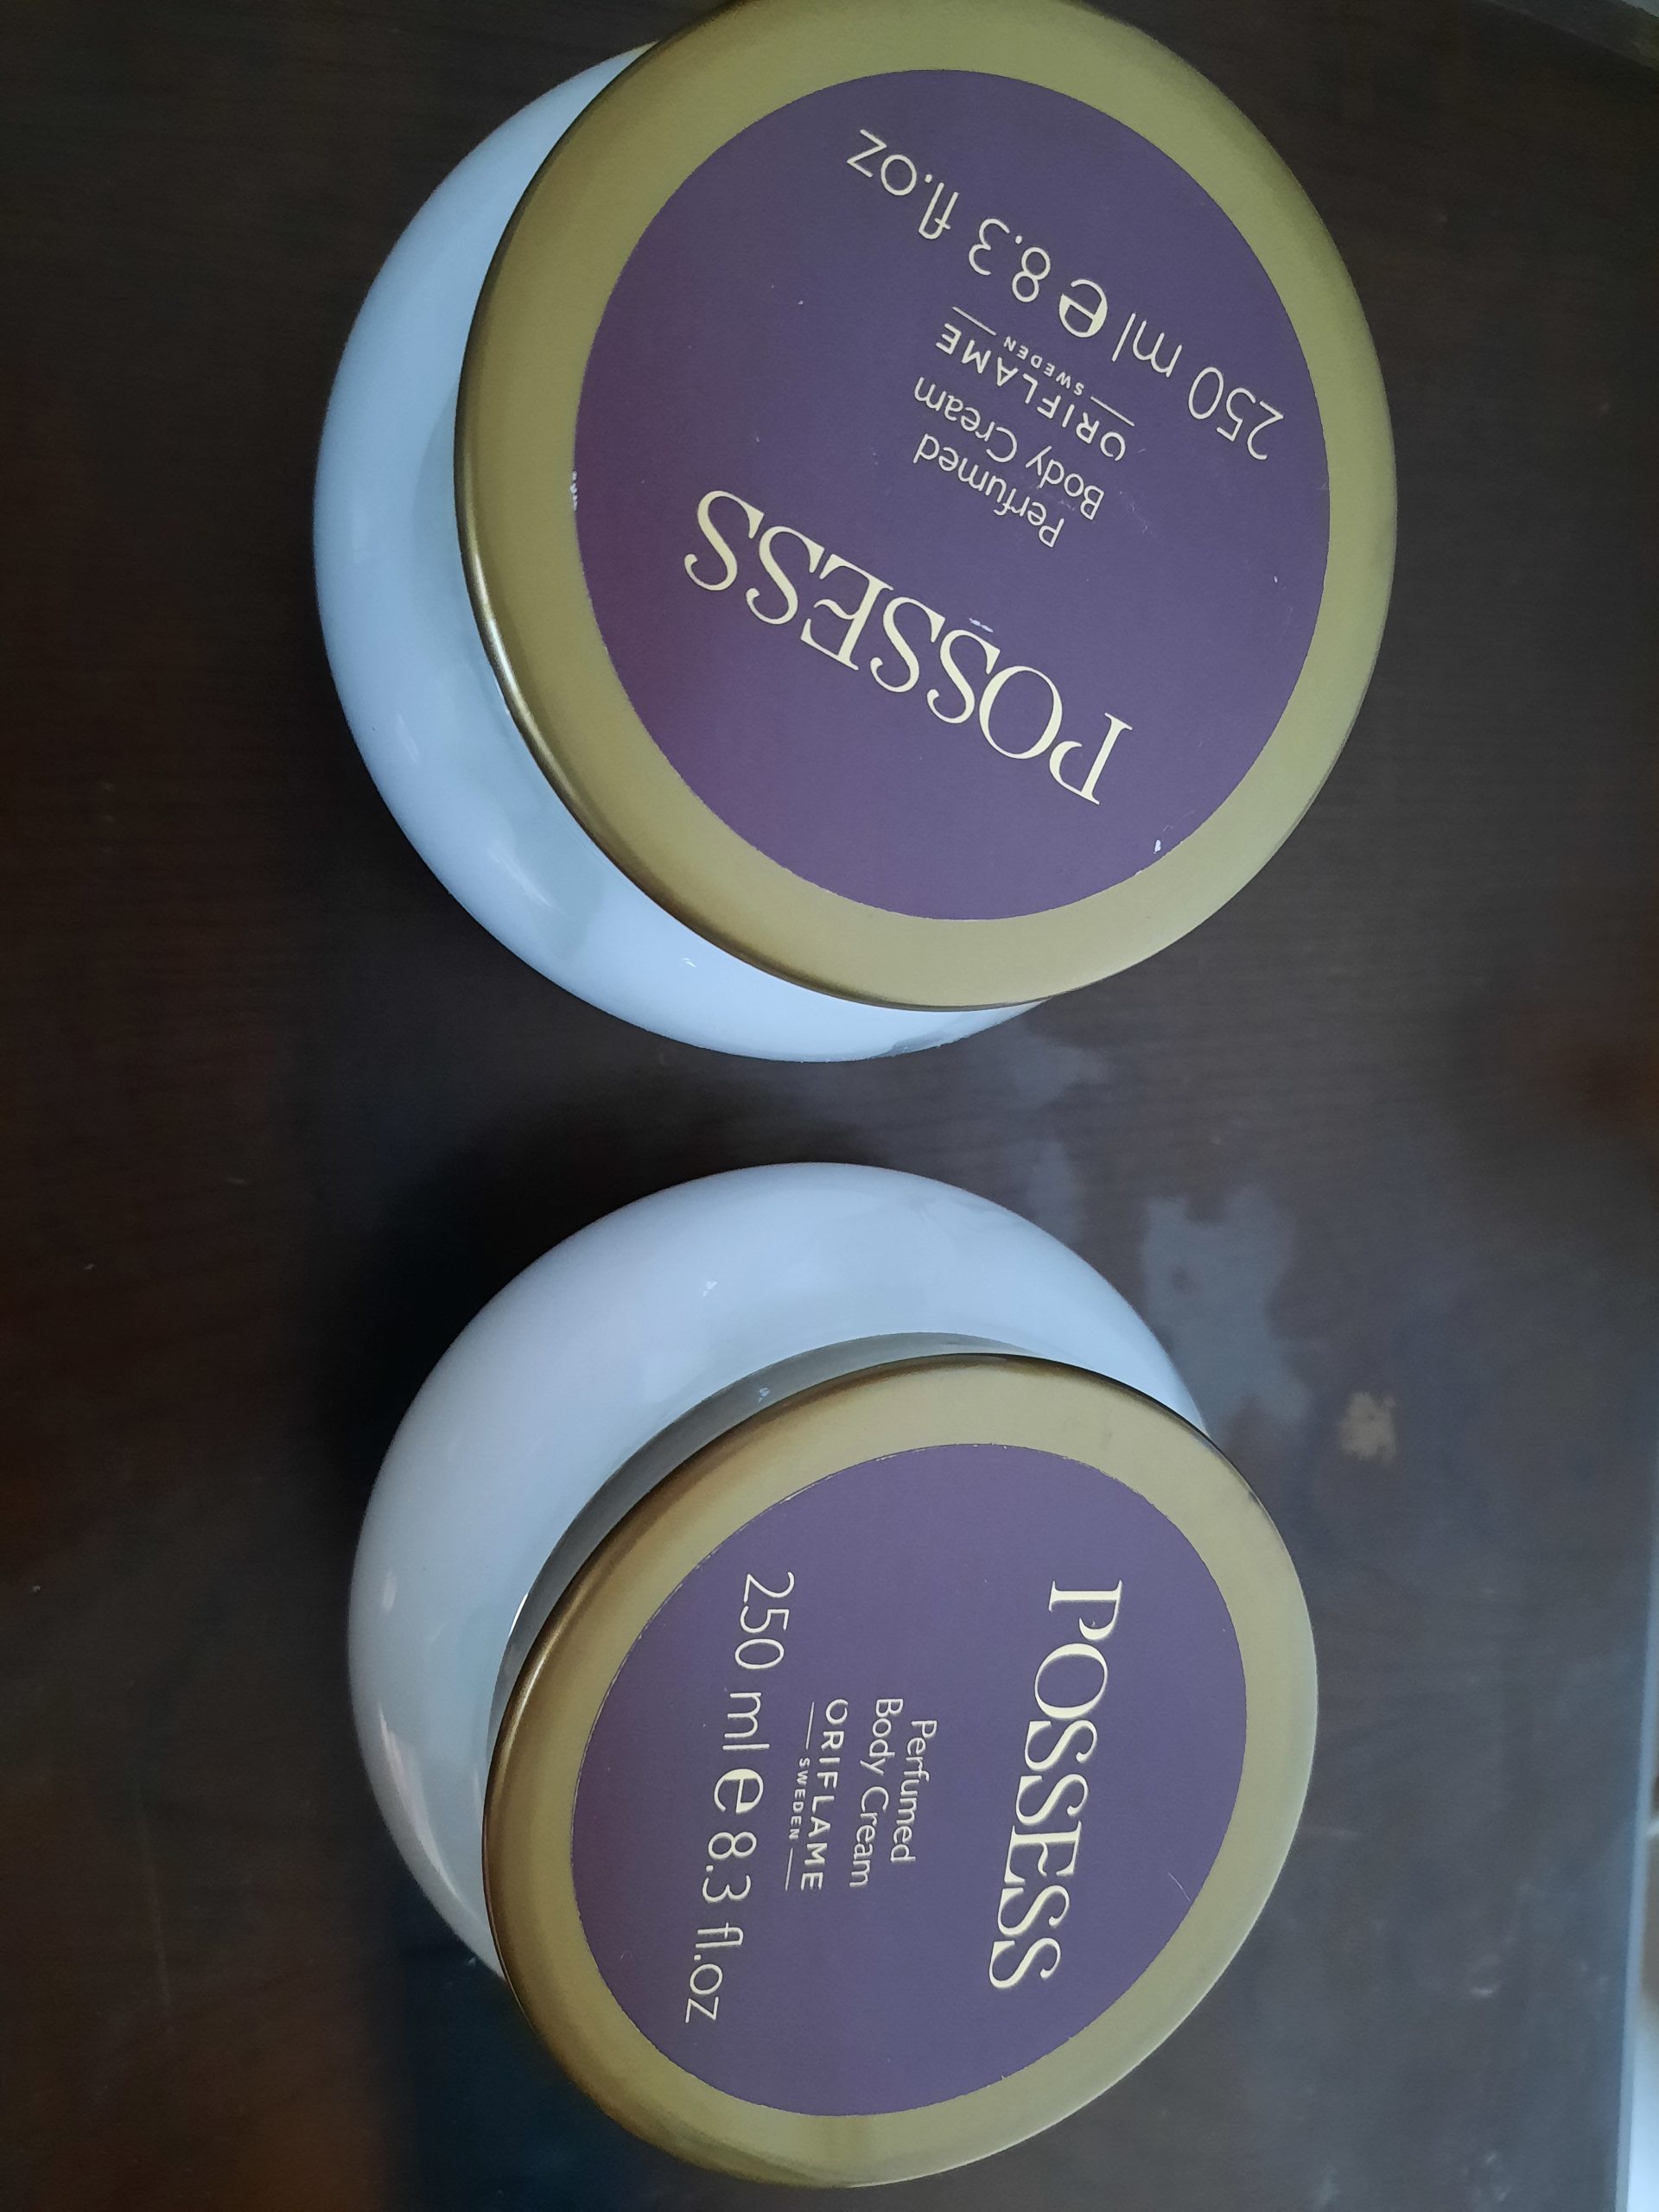 POSSESS
Perfumed
Body Cream
ORIFLAME
SWEDEN
250 ml e 8.3 fl.oz
POSSESS
Perfumed
Body Cream
ORIFLAME
SWEDEN
250 ml e 8.3 fl.oz